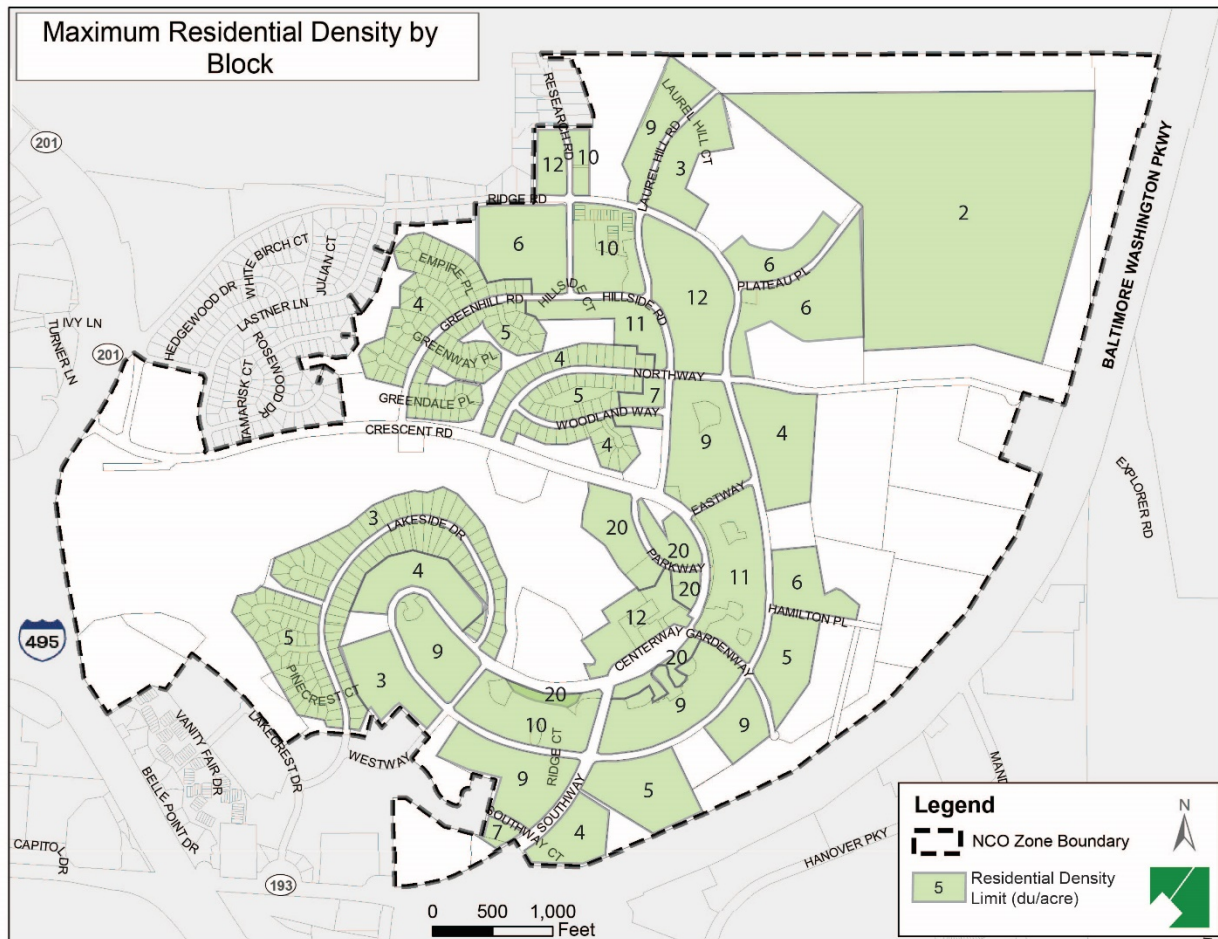 Maximum Residential Density by
Block
RESEARCH RD
LAUREL HILL CT
LAUREL HILL RD
201
9
3
12
10
BALTIMORE WASHINGTON PKWY
RIDGE RD
2
6
10
WHITE BIRCH CT
JULIAN CT
HEDGEWOOD DR
EMPIRE PL
6
PLATEAU PL
HILLSIDE CT
HILLSIDE RD
12
6
4
GREENHILL RD
LASTNER LN
IVY LN
TURNER LN
5
11
201
GREENWAY PL
4
ROSEWOOD DR
TAMARISK CT
NORTHWAY
5
7
GREENDALE PL
WOODLAND WAY
CRESCENT RD
9
4
4
EXPLORER RD
EASTWAY
3
LAKESIDE DR
20
20
PARKWAY
4
20
11
6
HAMILTON PL
12
495
5
9
CENTERWAY
GARDENWAY
20
5
PINECREST CT
3
20
9
9
10
RIDGE CT
VANITY FAIR DR
LAKECREST DR
WESTWAY
BELLE POINT DR
9
5
SOUTHWAY
MAND
SOUTHWAY CT
7
4
CAPITOL DR
193
HANOVER PKY
0 500 1,000
Feet
Legend
N
NCO Zone Boundary
5
Residential Density
Limit (du/acre)